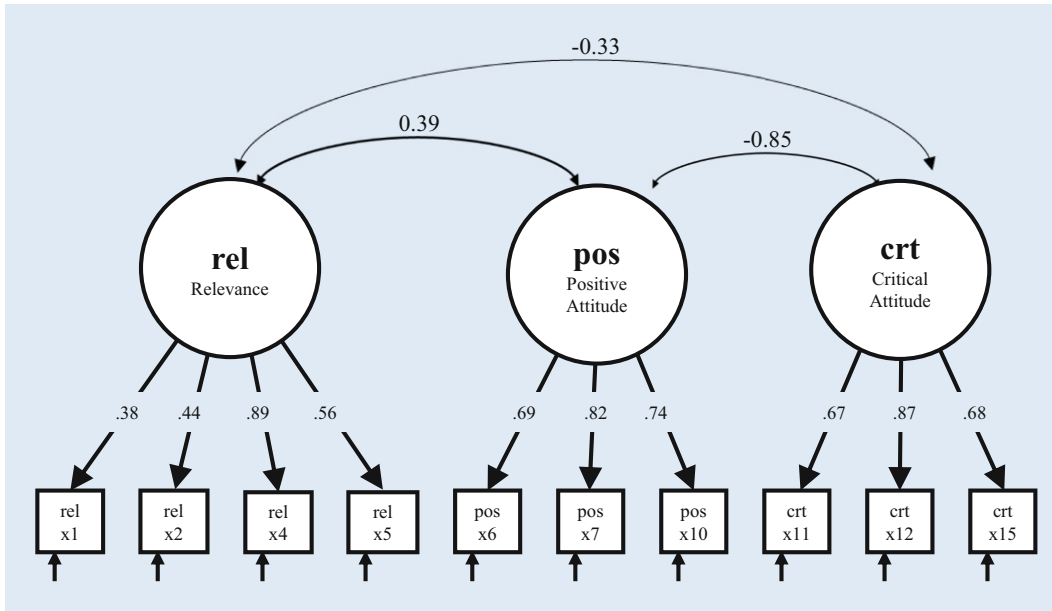 -0.33
0.39
-0.85
rel
Relevance
pos
Positive
Attitude
crt
Critical
Attitude
.38
.44
.89
.56
.69
.82
.74
.67
.87
.68
rel
x1
rel
x2
rel
x4
rel
x5
pos
x6
pos
x7
pos
x10
crt
x11
crt
x12
crt
x15